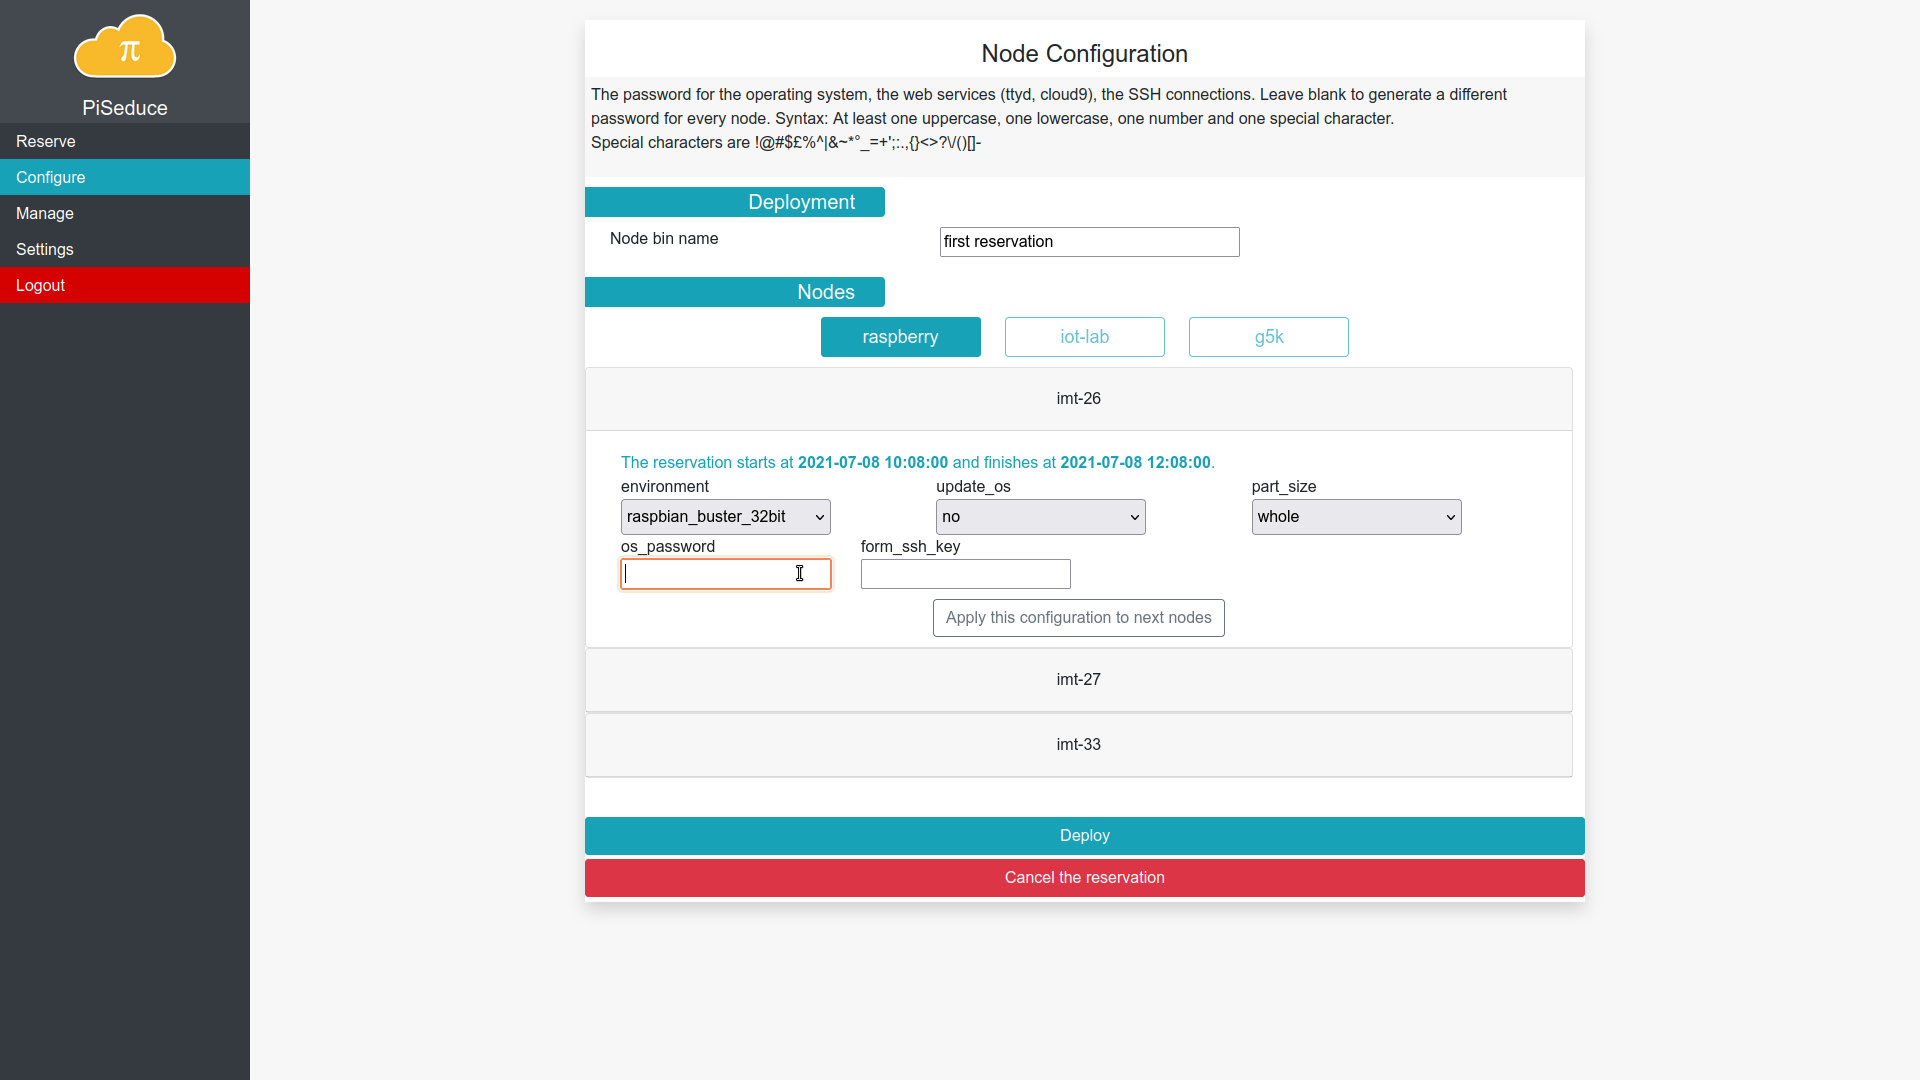 π
PiSeduce
Reserve
Configure
Manage
Settings
Logout
Node Configuration
The password for the operating system, the web services (ttyd, cloud9), the SSH connections. Leave blank to generate a different
password for every node. Syntax: At least one uppercase, one lowercase, one number and one special character.
Special characters are !@#$£%^|&~*°_=+';:.,{}<>?\/()[]-
Deployment
Node bin name
first reservation
Nodes
raspberry
iot-lab
g5k
imt-26
The reservation starts at 2021-07-08 10:08:00 and finishes at 2021-07-08 12:08:00.
environment
update_os
part_size
raspbian_buster_32bit
no
whole
os_password
form_ssh_key
Apply this configuration to next nodes
imt-27
imt-33
Deploy
Cancel the reservation